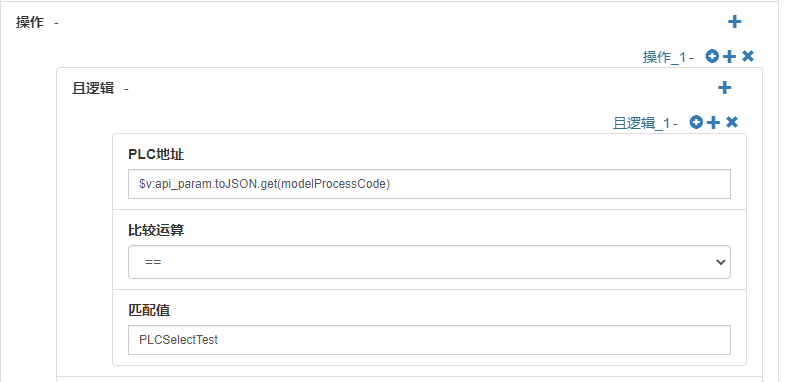 操作 -
操作_1-
且逻辑 -
且逻辑_1-
PLC地址
$v:api_param.toJSON.get(modelProcessCode)
比较运算
==
匹配值
PLCSelectTest